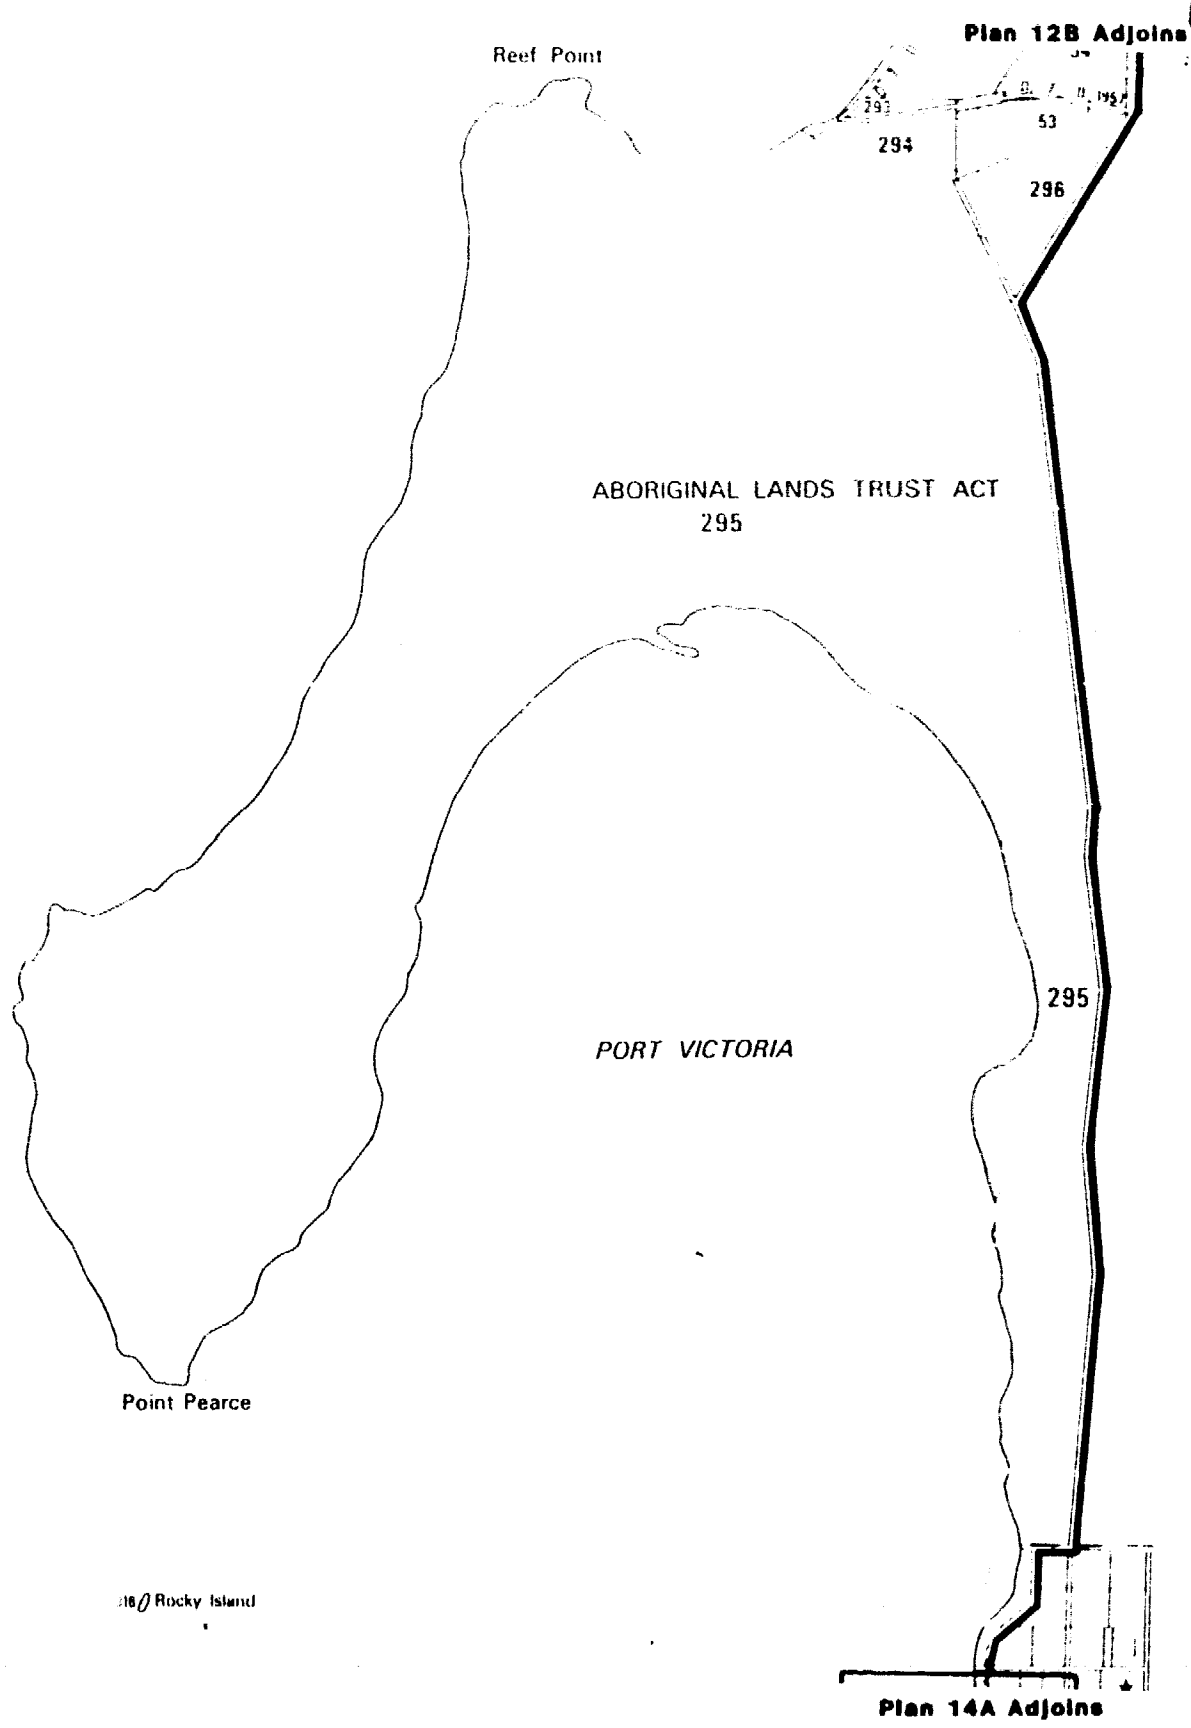 Plan 12B Adjoins
Reef Point
293
53
294
296
ABORIGINAL LANDS TRUST ACT
295
295
PORT VICTORIA
Point Pearce
Rocky Island
Plan 14A Adjoins